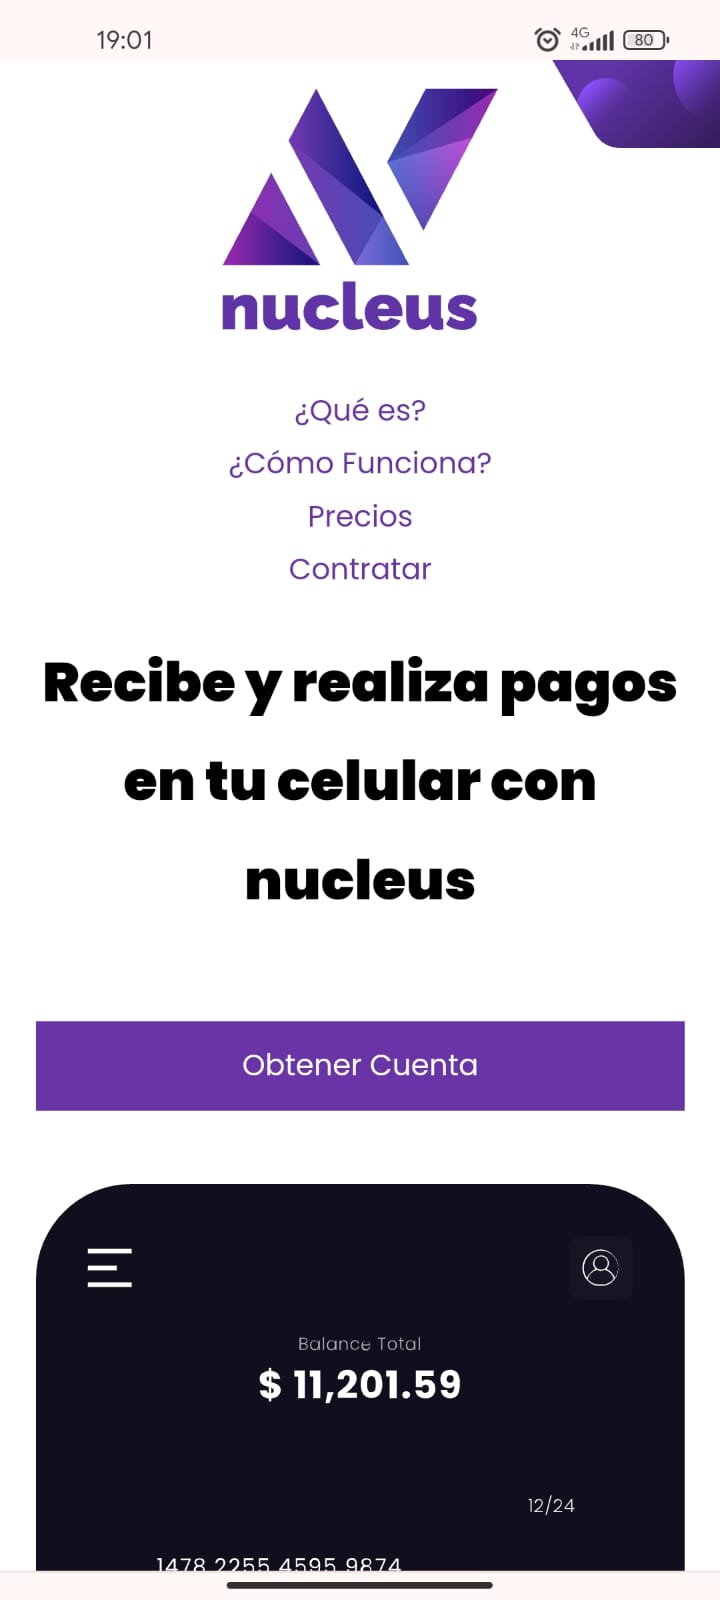 19:01
4G
80
nucleus
¿Qué es?
¿Cómo Funciona?
Precios
Contratar
Recibe y realiza pagos
en tu celular con
nucleus
Obtener Cuenta
Balance Total
$ 11,201.59
12/24
1478 2255 4595 9874